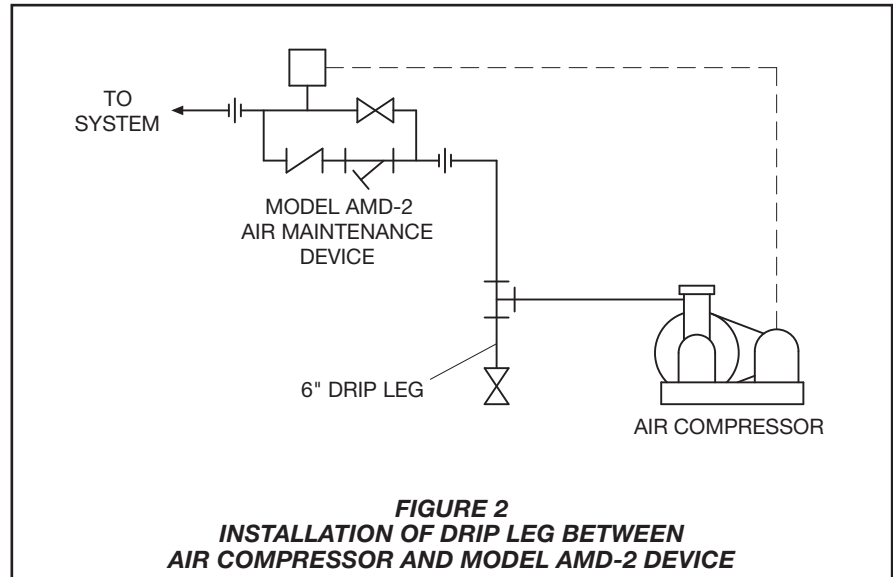 TO
SYSTEM
MODEL AMD-2
AIR MAINTENANCE
DEVICE
6" DRIP LEG
AIR COMPRESSOR
FIGURE 2
INSTALLATION OF DRIP LEG BETWEEN
AIR COMPRESSOR AND MODEL AMD-2 DEVICE